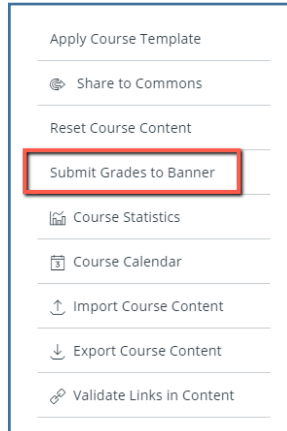 Apply Course Template
Share to Commons
Reset Course Content
Submit Grades to Banner
Course Statistics
3 Course Calendar
Import Course Content
Export Course Content
Validate Links in Content